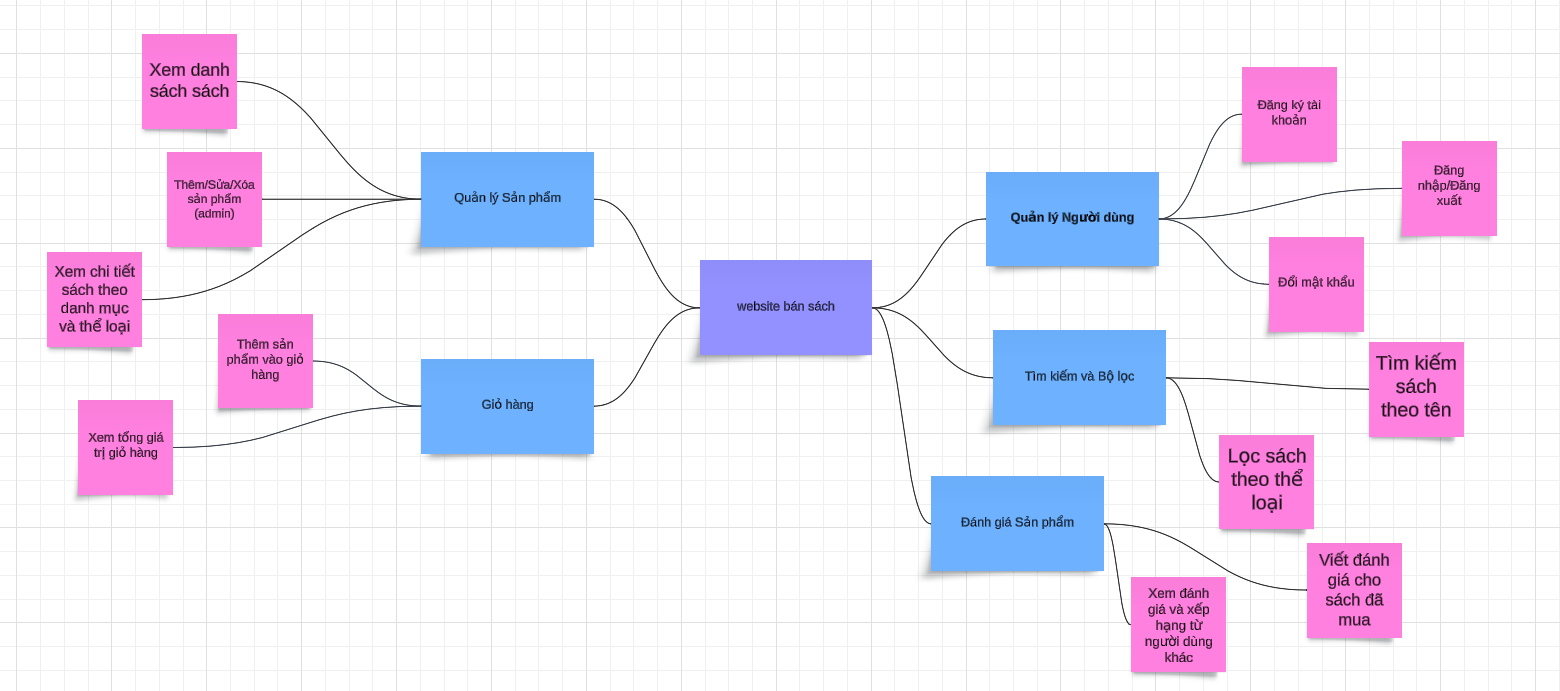 Xem danh
sách sách
Thêm/Sửa/Xóa
sản phẩm
(admin)
Xem chi tiết
sách theo
danh mục
và thể loại
Thêm sản
phẩm vào giỏ
hàng
Xem tổng giá
trị giỏ hàng
Quản lý Sản phẩm
Giỏ hàng
website bán sách
Quản lý Người dùng
Tìm kiếm và Bộ lọc
Đánh giá Sản phẩm
Đăng ký tài
khoản
Đăng
nhập/Đăng
xuất
Đổi mật khẩu
Tìm kiếm
sách
theo tên
Lọc sách
theo thể
loại
Viết đánh
giá cho
sách đã
mua
Xem đánh
giá và xếp
hạng từ
người dùng
khác